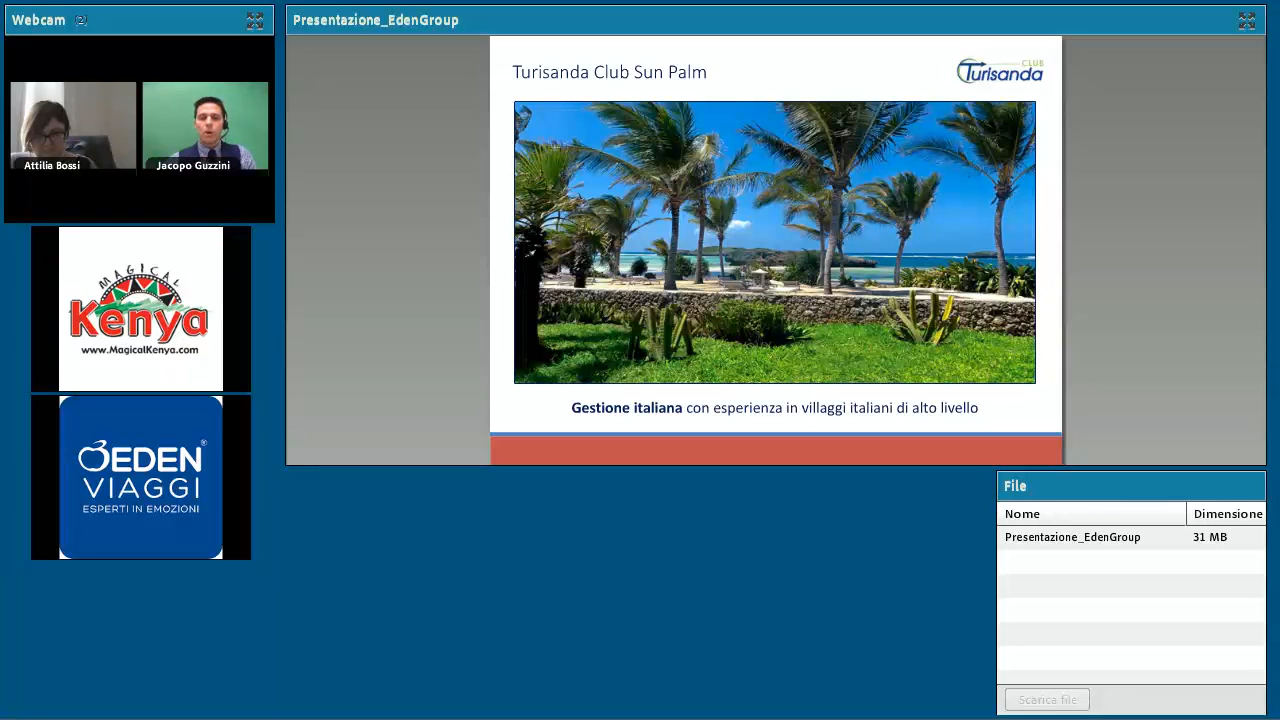 Webcam (2)
Attilia Bossi
Jacopo Guzzini
MAGICAL
Kenya
www.MagicalKenya.com
EDEN®
VIAGGI
ESPERTI IN EMOZIONI
Presentazione_EdenGroup
Turisanda Club Sun Palm
CLUB
Turisanda
Gestione italiana con esperienza in villaggi italiani di alto livello
File
Nome Dimensione
Presentazione_EdenGroup 31 MB
Scarica file